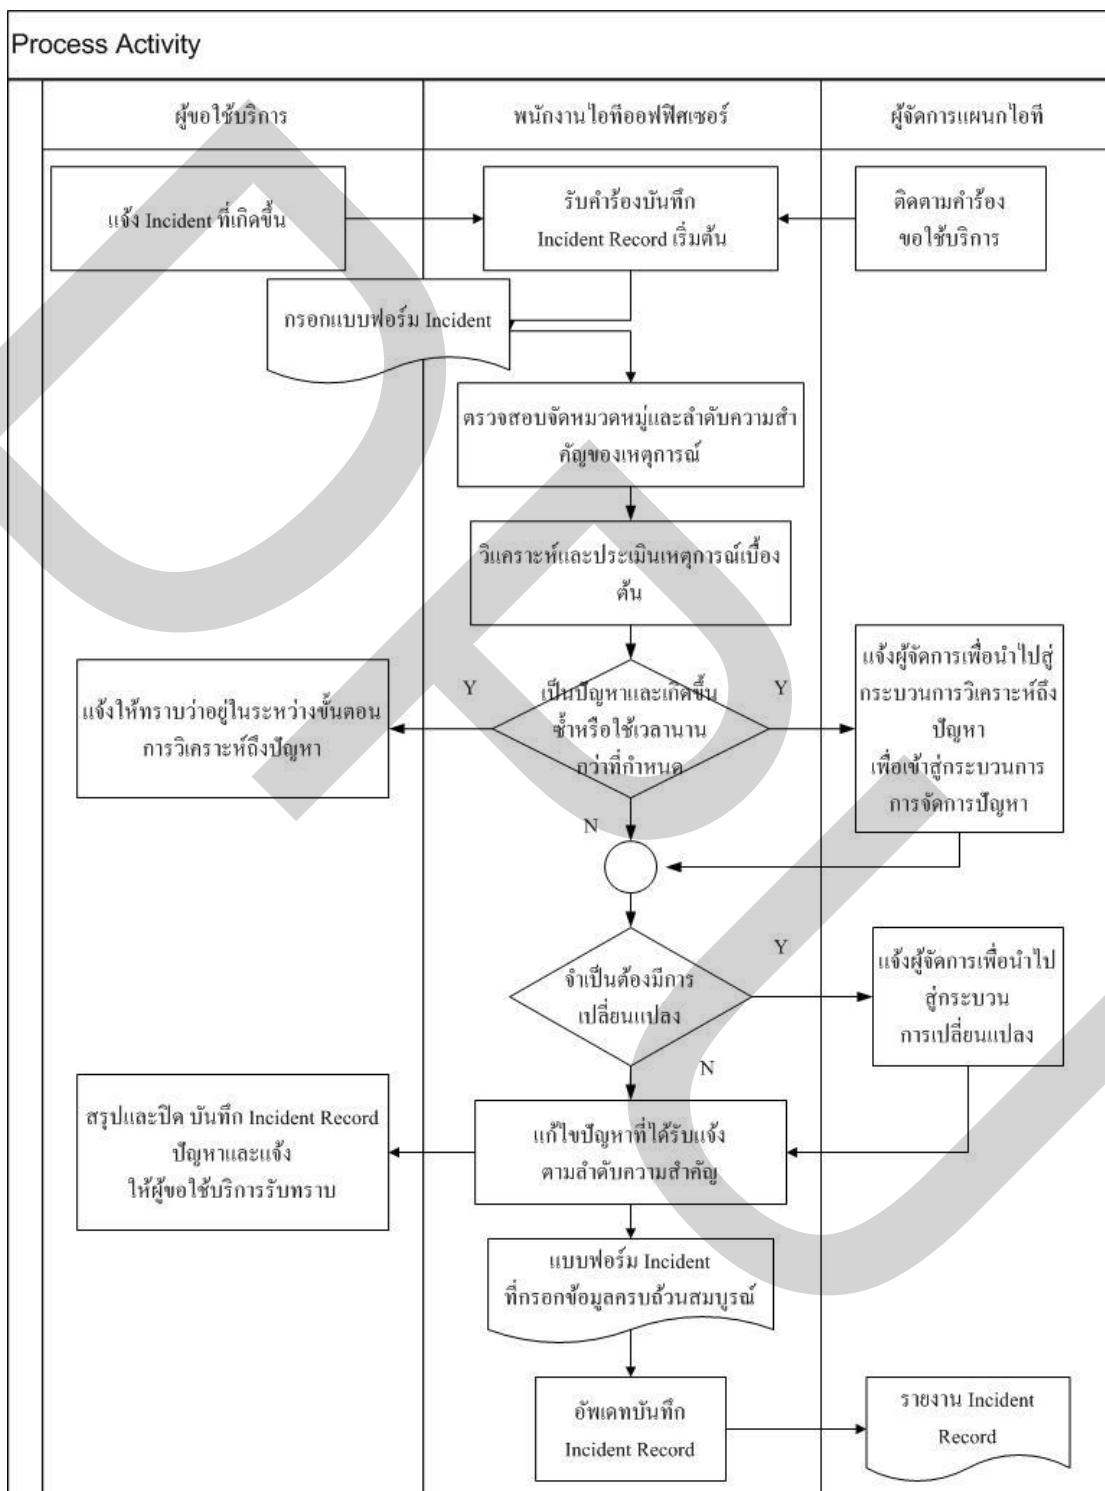 Process Activity
ผู้ขอใช้บริการ
พนักงานไอทีออฟฟิศเซอร์
ผู้จัดการแผนกไอที
แจ้ง Incident ที่เกิดขึ้น
รับคำร้องบันทึก
Incident Record เริ่มต้น
ติดตามคำร้อง
ขอใช้บริการ
กรอกแบบฟอร์ม Incident
ตรวจสอบจัดหมวดหมู่และลำดับความสำ
คัญของเหตุการณ์
วิเคราะห์และประเมินเหตุการณ์เบื้อง
ต้น
แจ้งให้ทราบว่าอยู่ในระหว่างขั้นตอน
การวิเคราะห์ถึงปัญหา
Y
เป็นปัญหาและเกิดขึ้น
ซ้ำหรือใช้เวลานาน
กว่าที่กำหนด
Y
แจ้งผู้จัดการเพื่อนำไปสู่
กระบวนการวิเคราะห์ถึง
ปัญหา
เพื่อเข้าสู่กระบวนการ
การจัดการปัญหา
N
จำเป็นต้องมีการ
เปลี่ยนแปลง
Y
แจ้งผู้จัดการเพื่อนำไป
สู่กระบวน
การเปลี่ยนแปลง
N
สรุปและปิด บันทึก Incident Record
ปัญหาและแจ้ง
ให้ผู้ขอใช้บริการรับทราบ
แก้ไขปัญหาที่ได้รับแจ้ง
ตามลำดับความสำคัญ
แบบฟอร์ม Incident
ที่กรอกข้อมูลครบถ้วนสมบูรณ์
อัพเดทบันทึก
Incident Record
รายงาน Incident
Record
DPU